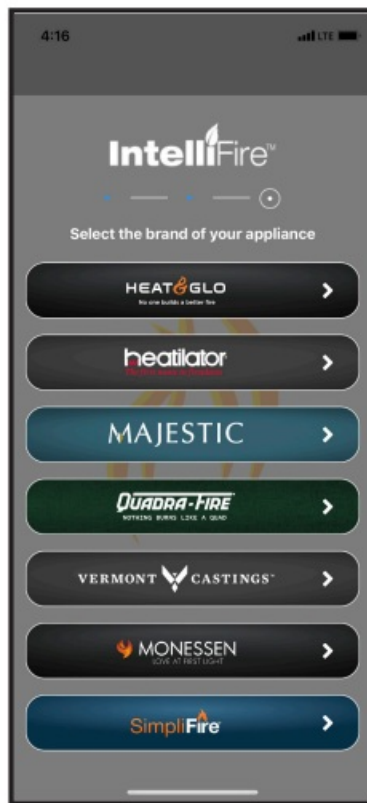 4:16
LTE
IntelliFire™
Select the brand of your appliance
HEAT&GLO
No one builds a better fire
heatilator
MAJESTIC
QUADRA-FIRE
NOTHING BURNS LIKE A QUAD
VERMONT CASTINGS
MONESSEN
LOVE AT FIRST LIGHT
SimpliFire